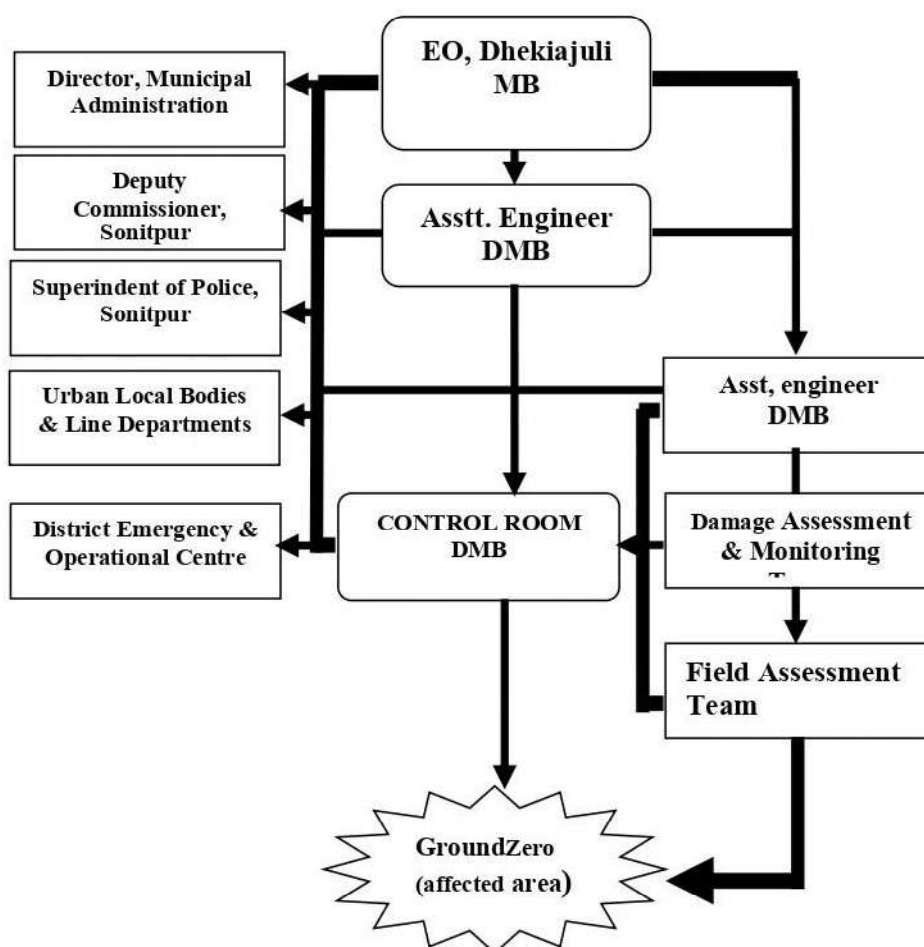 EO, Dhekiajuli
MB
Director, Municipal
Administration
Deputy
Commissioner,
Sonitpur
Asstt. Engineer
DMB
Superindent of Police,
Sonitpur
Urban Local Bodies
& Line Departments
Asst, engineer
DMB
District Emergency &
Operational Centre
CONTROL ROOM
DMB
Damage Assessment
& Monitoring
Field Assessment
Team
GroundZero
(affected area)